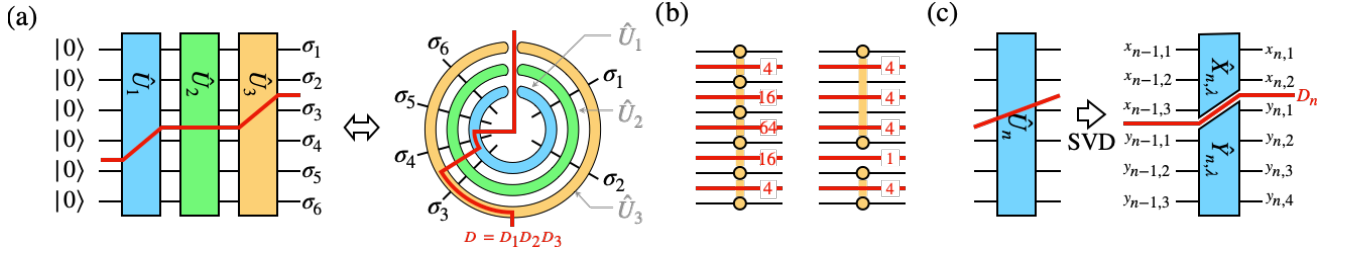 (a)
|0⟩
|0⟩
|0⟩
|0⟩
|0⟩
|0⟩
Û₁
Û₂
Û₃
σ₁
σ₂
σ₃
σ₄
σ₅
σ₆
σ₆
σ₅
σ₄
σ₃
σ₁
σ₂
Û₁
Û₂
Û₃
D = D₁D₂D₃
(b)
4
16
64
16
4
4
4
4
1
4
(c)
Ûₙ
SVD
xₙ₋₁,₁
xₙ₋₁,₂
xₙ₋₁,₃
yₙ₋₁,₁
yₙ₋₁,₂
yₙ₋₁,₃
X̂ₙ,λ
Ŷₙ,λ
xₙ,₁
xₙ,₂
Dₙ
yₙ,₁
yₙ,₂
yₙ,₃
yₙ,₄